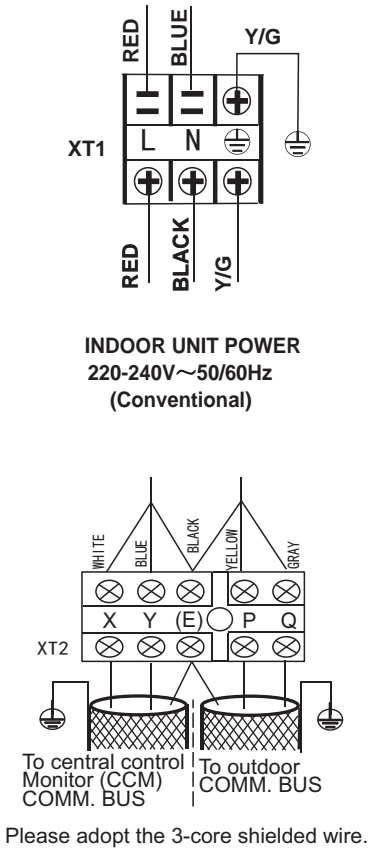 RED
BLUE
Y/G
XT1
L N
RED
BLACK
Y/G
INDOOR UNIT POWER
220-240V～50/60Hz
(Conventional)
WHITE
BLUE
BLACK
YELLOW
GRAY
X Y (E) P Q
XT2
To central control
Monitor (CCM)
COMM. BUS
To outdoor
COMM. BUS
Please adopt the 3-core shielded wire.